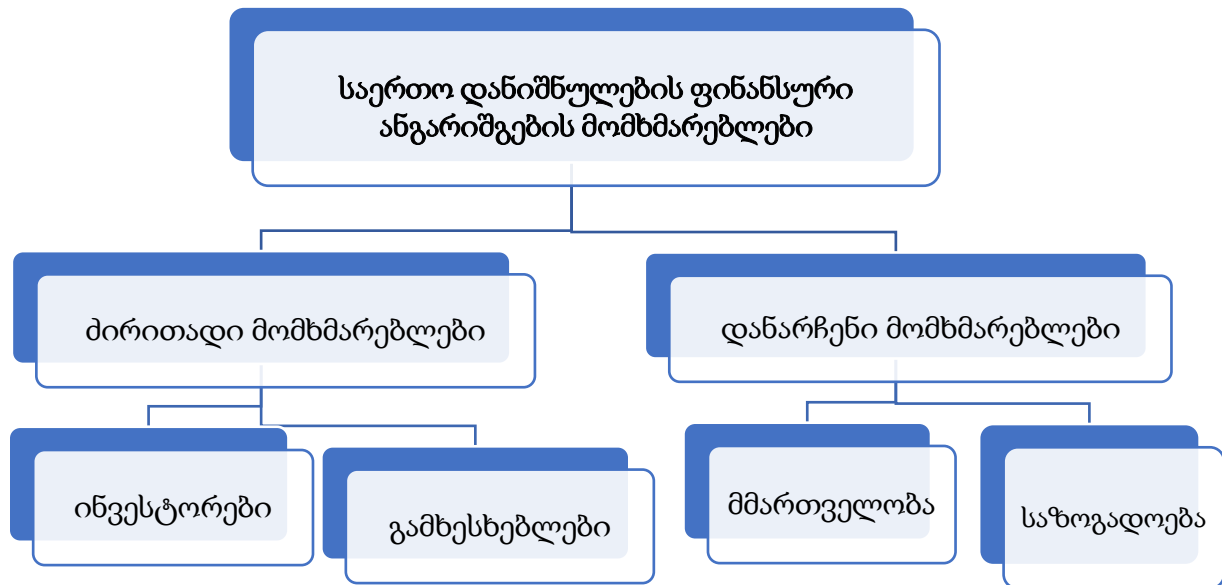 საერთო დანიშნულების ფინანსური
ანგარიშგების მომხმარებლები
ძირითადი მომხმარებლები
დანარჩენი მომხმარებლები
ინვესტორები
გამხესხებლები
მმართველობა
საზოგადოება